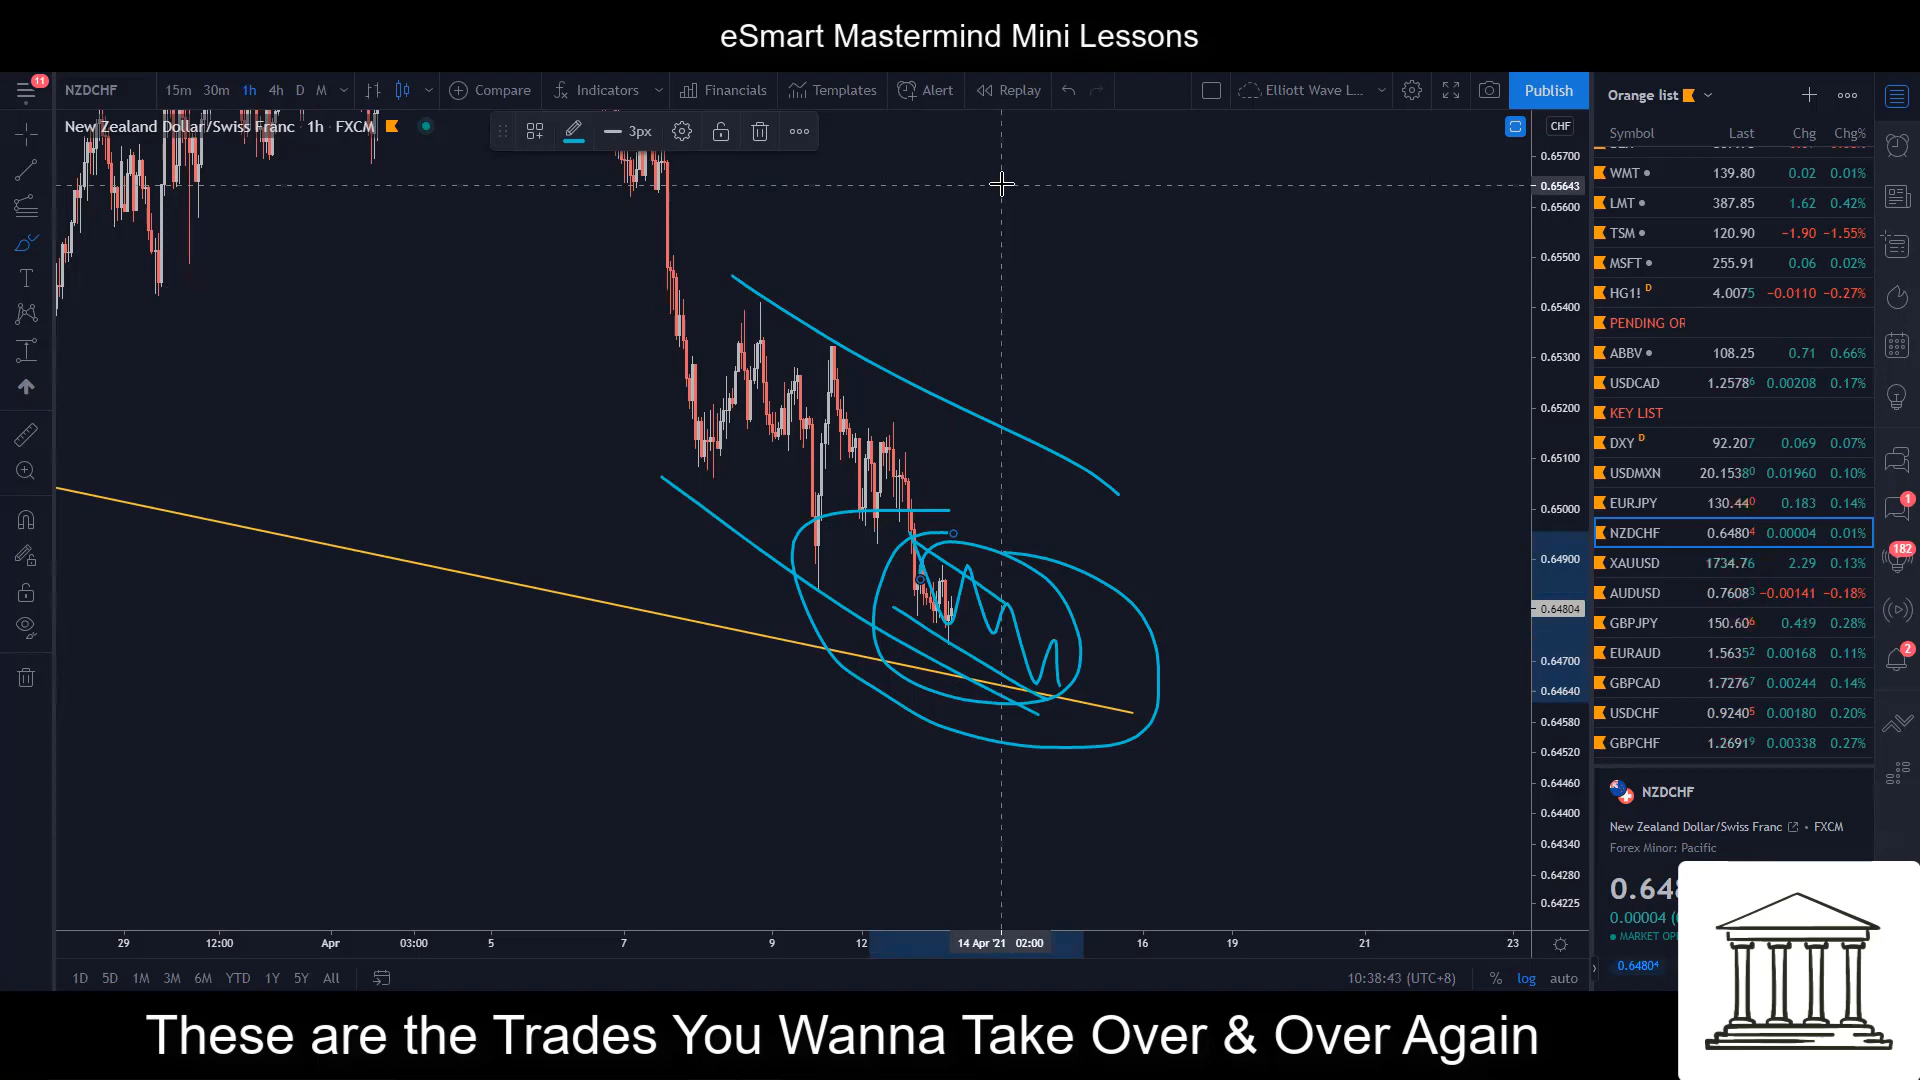 eSmart Mastermind Mini Lessons
11
NZDCHF 15m 30m 1h 4h D M Compare Indicators Financials Templates Alert Replay Elliott Wave L... Publish
New Zealand Dollar/Swiss Franc · 1h · FXCM
3px
CHF
0.65700
0.65643
0.65600
0.65500
0.65400
0.65300
0.65200
0.65100
0.65000
0.64900
0.64804
0.64700
0.64640
0.64580
0.64520
0.64460
0.64400
0.64340
0.64280
0.64225
29 12:00 Apr 03:00 5 7 9 12 14 Apr '21 02:00 16 19 21 23
1D 5D 1M 3M 6M YTD 1Y 5Y All
10:38:43 (UTC+8) % log auto
Orange list
Symbol Last Chg Chg%
WMT 139.80 0.02 0.01%
LMT 387.85 1.62 0.42%
TSM 120.90 −1.90 −1.55%
MSFT 255.91 0.06 0.02%
HG1! D 4.0075 −0.0110 −0.27%
PENDING OR
ABBV 108.25 0.71 0.66%
USDCAD 1.25786 0.00208 0.17%
KEY LIST
DXY D 92.207 0.069 0.07%
USDMXN 20.15380 0.01960 0.10%
EURJPY 130.440 0.183 0.14%
NZDCHF 0.64804 0.00004 0.01%
XAUUSD 1734.76 2.29 0.13%
AUDUSD 0.76083 −0.00141 −0.18%
GBPJPY 150.606 0.419 0.28%
EURAUD 1.56352 0.00168 0.11%
GBPCAD 1.72767 0.00244 0.14%
USDCHF 0.92405 0.00180 0.20%
GBPCHF 1.26919 0.00338 0.27%
1
182
2
NZDCHF
New Zealand Dollar/Swiss Franc · FXCM
Forex Minor: Pacific
0.648
0.00004
MARKET OP
0.64804
These are the Trades You Wanna Take Over & Over Again